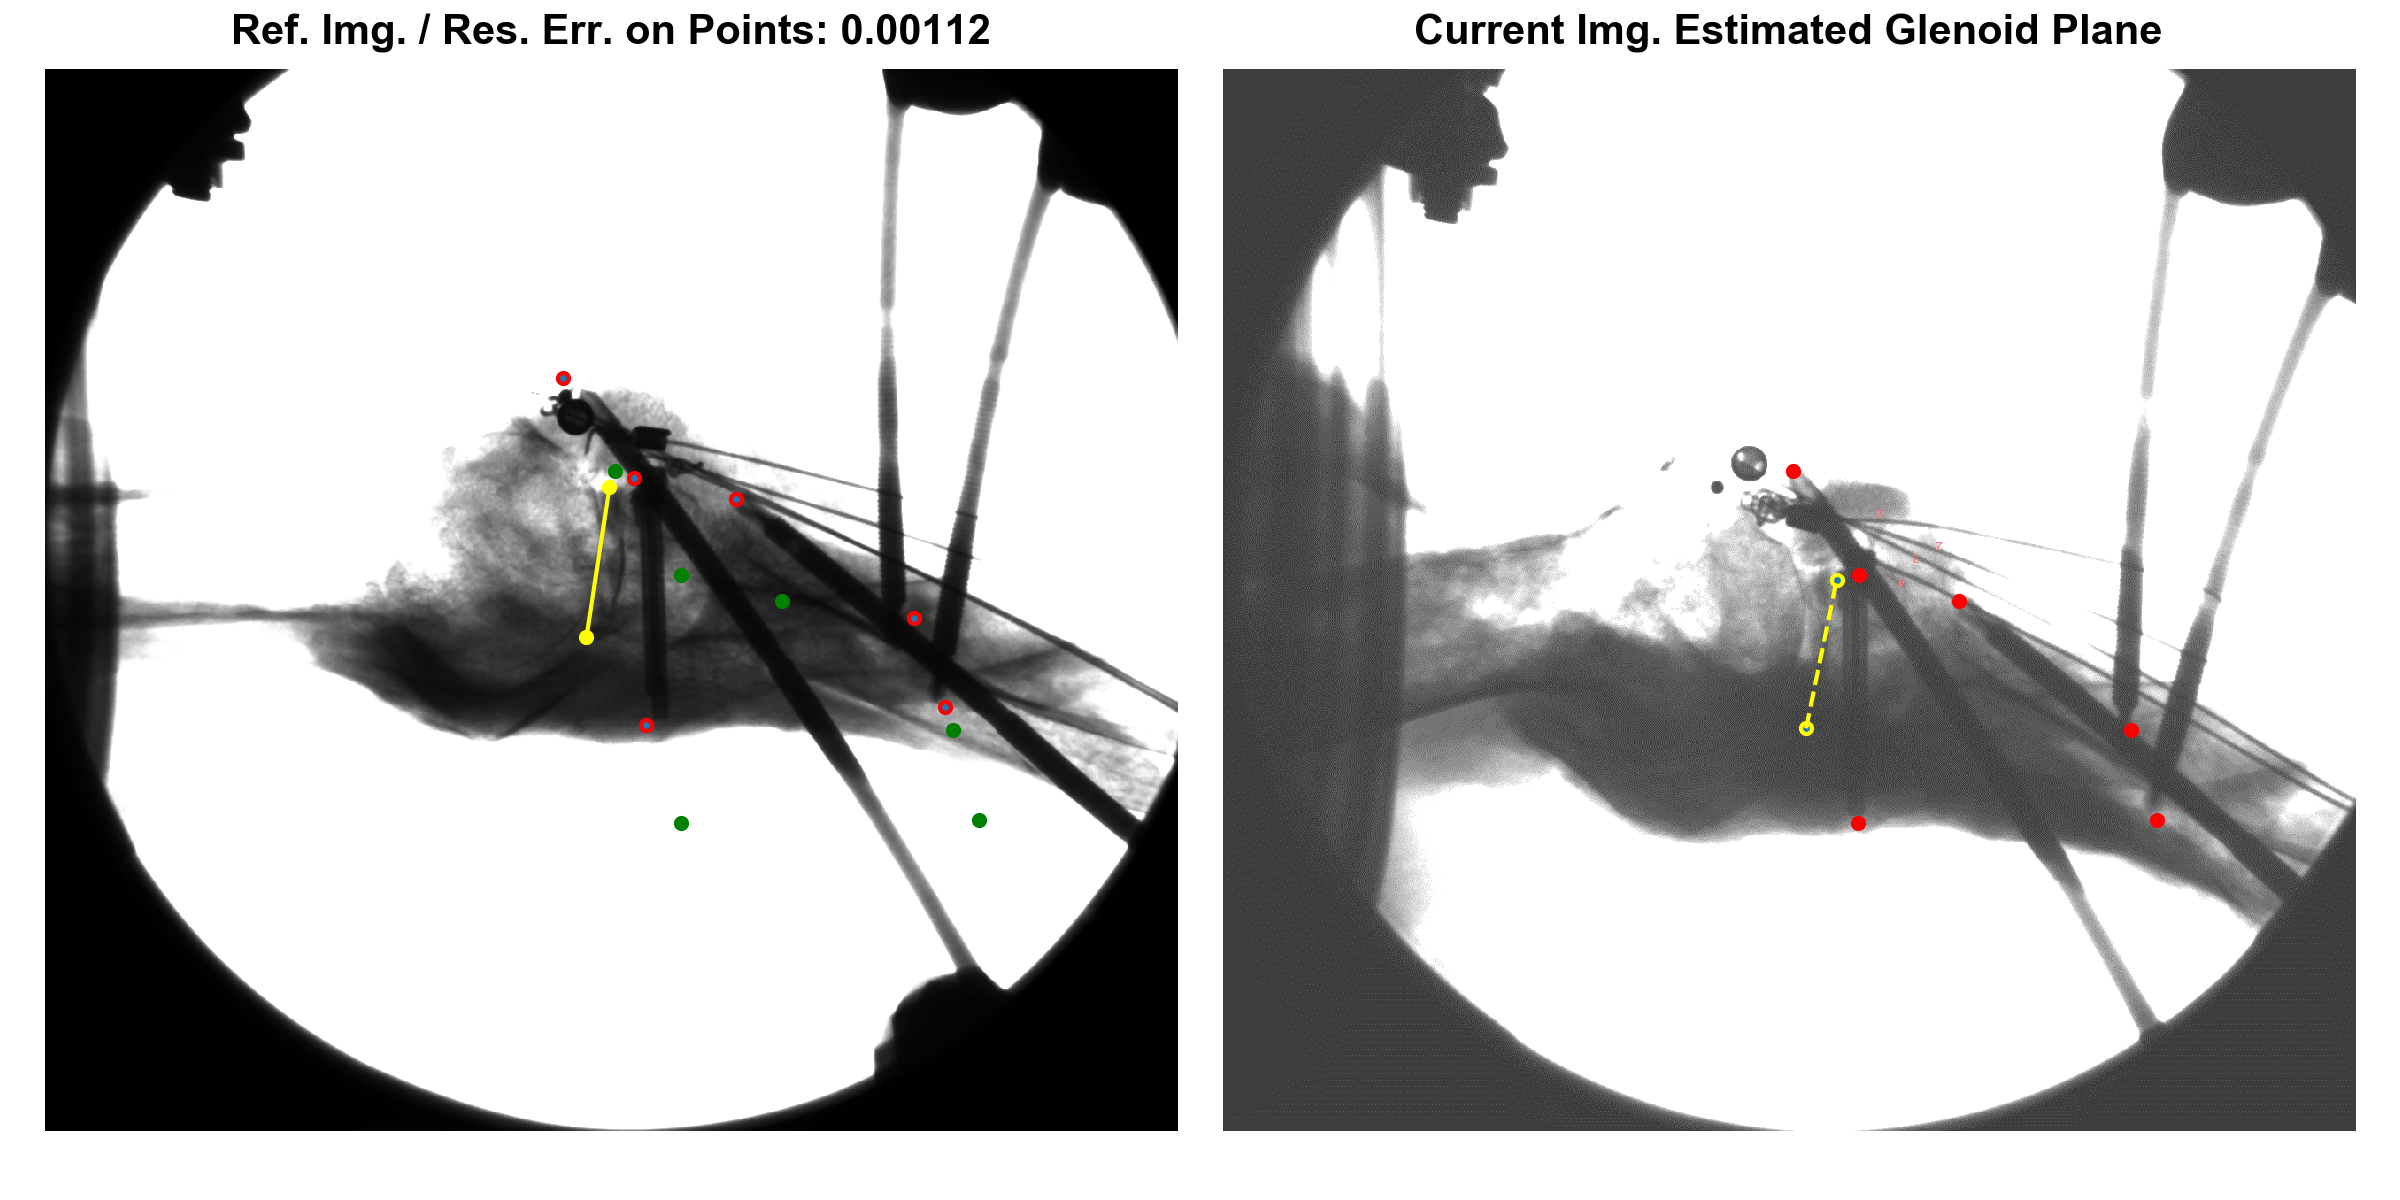 Ref. Img. / Res. Err. on Points: 0.00112
Current Img. Estimated Glenoid Plane